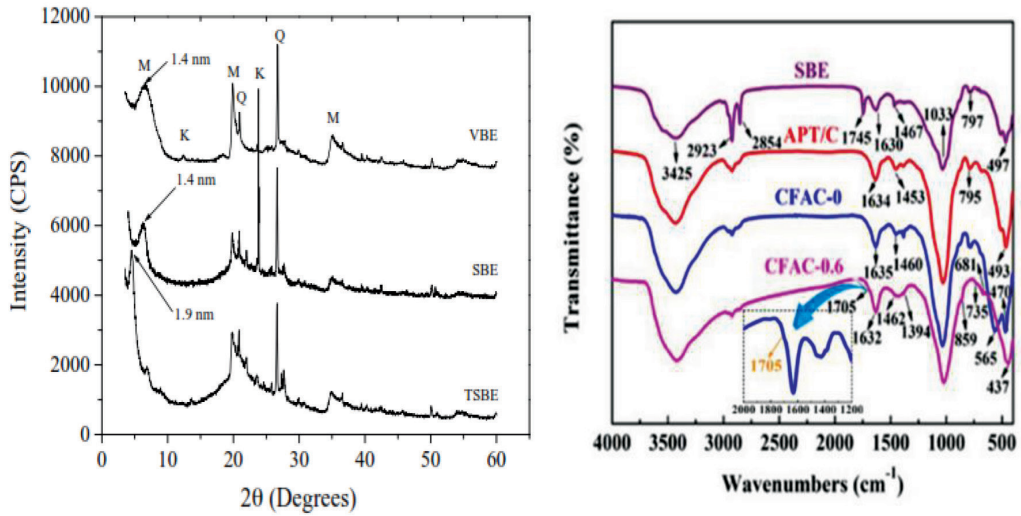 12000
10000
8000
6000
4000
2000
0
Intensity (CPS)
M
1.4 nm
K
M
Q
K
Q
M
VBE
1.4 nm
SBE
1.9 nm
TSBE
0 10 20 30 40 50 60
2θ (Degrees)
Transmittance (%)
SBE
3425
2923
2854
1745
1630
1467
1033
797
497
APT/C
1634
1453
795
493
CFAC-0
1635
1460
681
470
CFAC-0.6
1705
1632
1462
1394
859
735
565
437
1705
2000 1800 1600 1400 1200
4000 3500 3000 2500 2000 1500 1000 500
Wavenumbers (cm⁻¹)